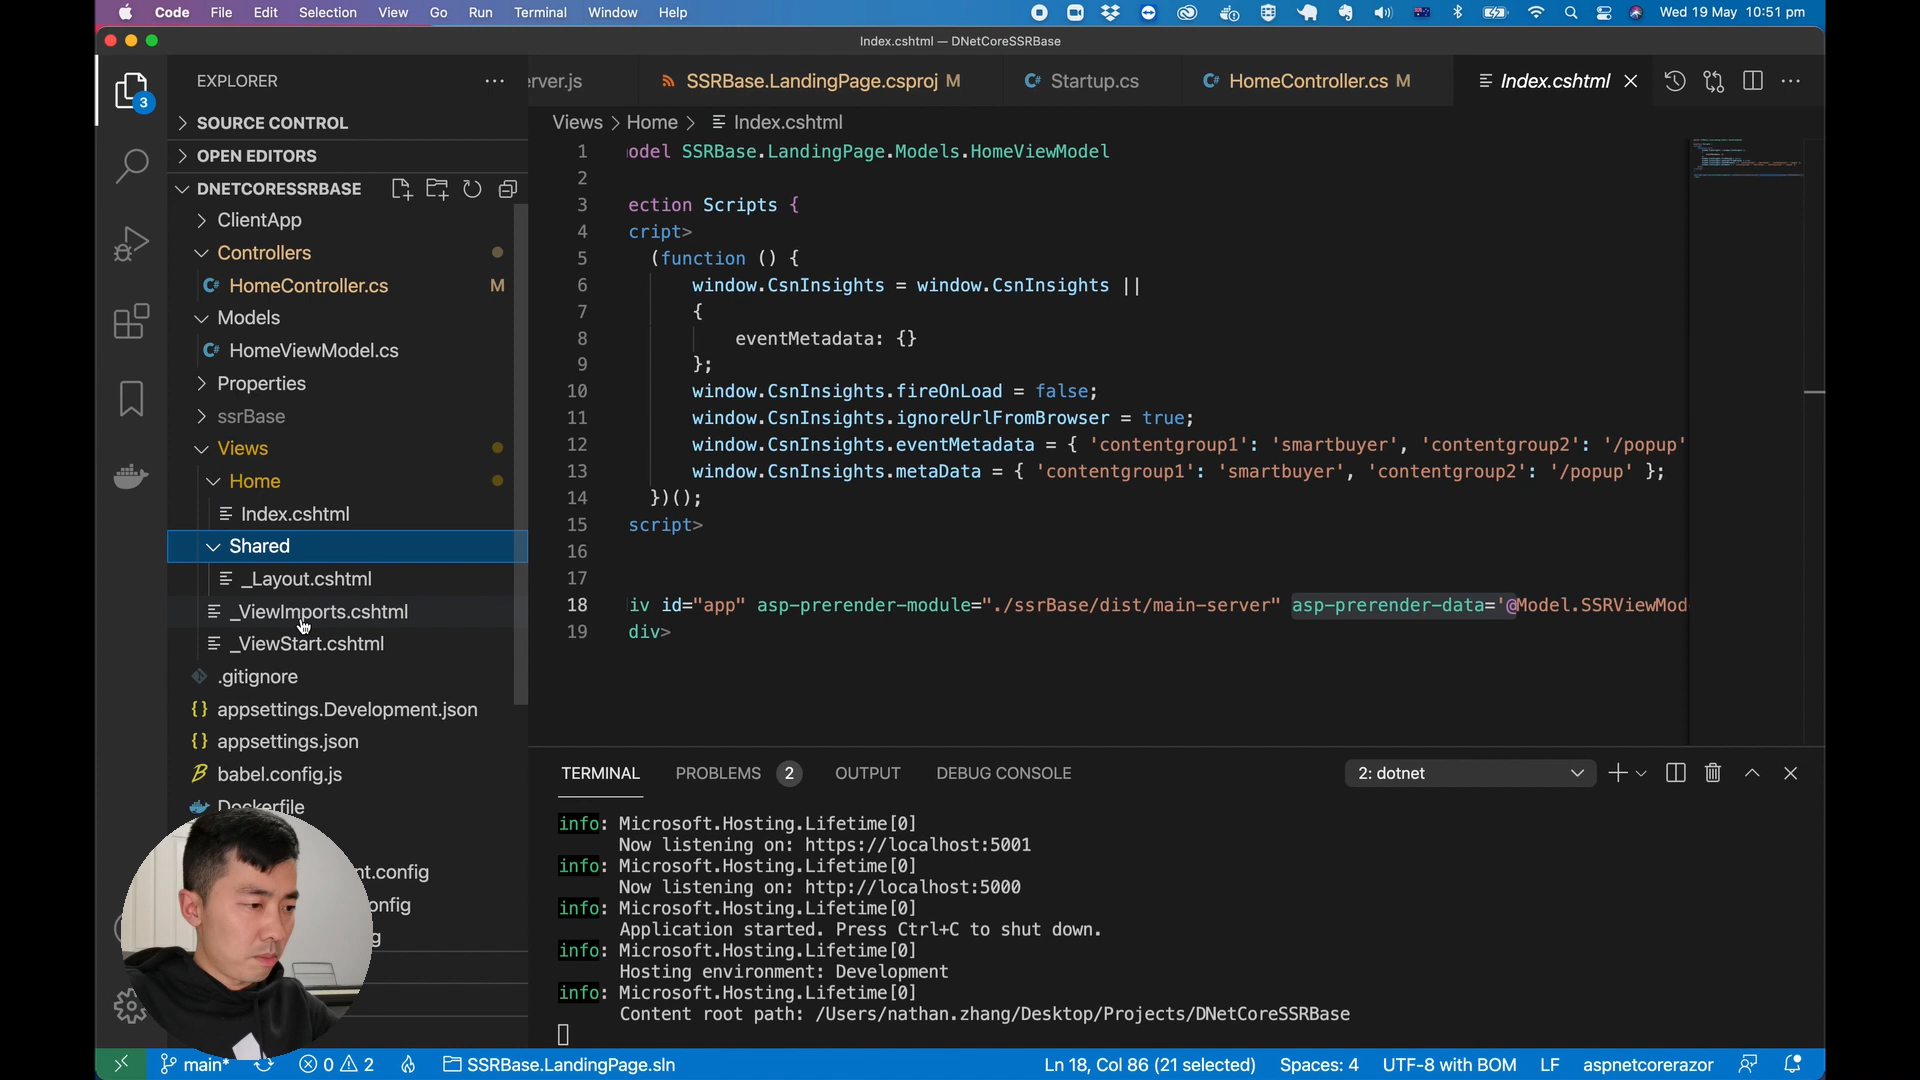 Code File Edit Selection View Go Run Terminal Window Help Wed 19 May 10:51 pm
Index.cshtml — DNetCoreSSRBase
EXPLORER
erver.js SSRBase.LandingPage.csproj M C# Startup.cs C# HomeController.cs M Index.cshtml
3
Views > Home > Index.cshtml
SOURCE CONTROL
OPEN EDITORS
DNETCORESSRBASE
ClientApp
Controllers
C# HomeController.cs M
Models
C# HomeViewModel.cs
Properties
ssrBase
Views
Home
Index.cshtml
Shared
_Layout.cshtml
_ViewImports.cshtml
_ViewStart.cshtml
.gitignore
{} appsettings.Development.json
{} appsettings.json
babel.config.js
Dockerfile
nt.config
onfig
g
1 odel SSRBase.LandingPage.Models.HomeViewModel
2
3 ection Scripts {
4 cript>
5 (function () {
6 window.CsnInsights = window.CsnInsights ||
7 {
8 eventMetadata: {}
9 };
10 window.CsnInsights.fireOnLoad = false;
11 window.CsnInsights.ignoreUrlFromBrowser = true;
12 window.CsnInsights.eventMetadata = { 'contentgroup1': 'smartbuyer', 'contentgroup2': '/popup'
13 window.CsnInsights.metaData = { 'contentgroup1': 'smartbuyer', 'contentgroup2': '/popup' };
14 })();
15 script>
16
17
18 iv id="app" asp-prerender-module="./ssrBase/dist/main-server" asp-prerender-data='@Model.SSRViewMod
19 div>
TERMINAL PROBLEMS 2 OUTPUT DEBUG CONSOLE 2: dotnet
info: Microsoft.Hosting.Lifetime[0]
Now listening on: https://localhost:5001
info: Microsoft.Hosting.Lifetime[0]
Now listening on: http://localhost:5000
info: Microsoft.Hosting.Lifetime[0]
Application started. Press Ctrl+C to shut down.
info: Microsoft.Hosting.Lifetime[0]
Hosting environment: Development
info: Microsoft.Hosting.Lifetime[0]
Content root path: /Users/nathan.zhang/Desktop/Projects/DNetCoreSSRBase
main* 0 2 SSRBase.LandingPage.sln Ln 18, Col 86 (21 selected) Spaces: 4 UTF-8 with BOM LF aspnetcorerazor